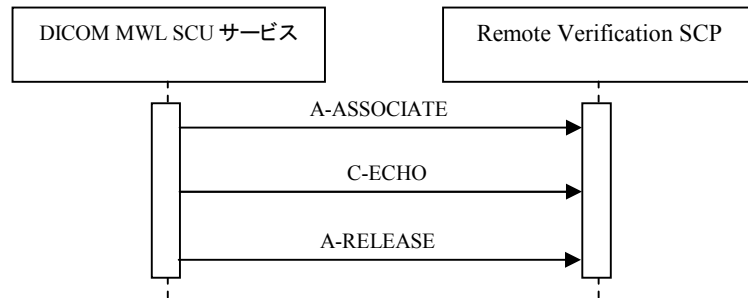 DICOM MWL SCU サービス
Remote Verification SCP
A-ASSOCIATE
C-ECHO
A-RELEASE